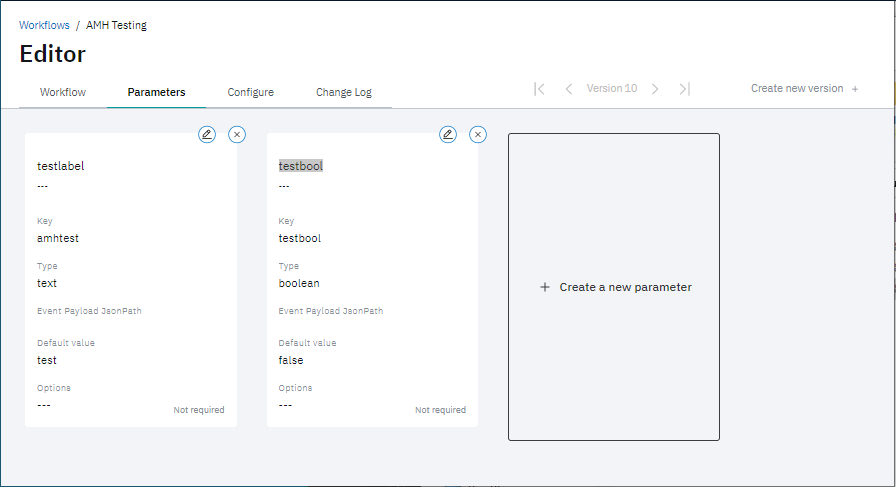 Workflows / AMH Testing
Editor
Workflow Parameters Configure Change Log Version 10 Create new version +
testlabel
---
Key
amhtest
Type
text
Event Payload JsonPath
Default value
test
Options
---
Not required
testbool
---
Key
testbool
Type
boolean
Event Payload JsonPath
Default value
false
Options
---
Not required
+ Create a new parameter